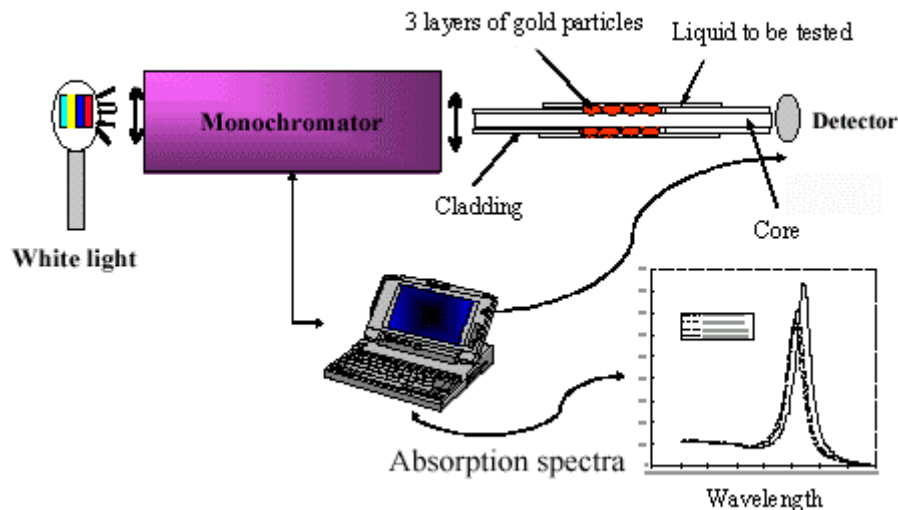 3 layers of gold particles
Liquid to be tested
Monochromator
Detector
Cladding
Core
White light
Absorption spectra
Wavelength